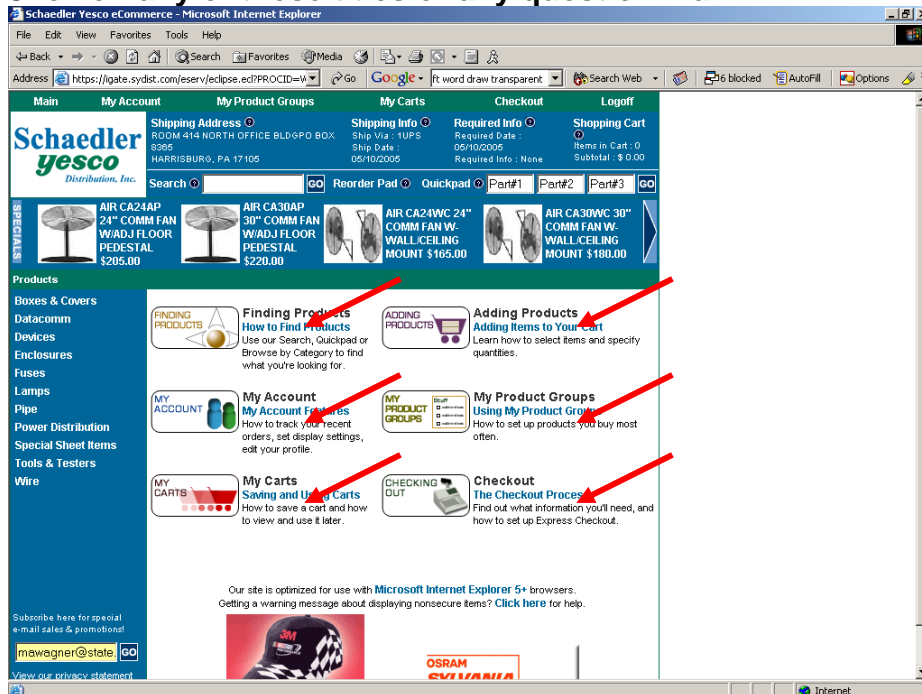 Schaedler Yesco eCommerce - Microsoft Internet Explorer
File Edit View Favorites Tools Help
Back Search Favorites Media
Address https://igate.sydist.com/eserv/eclipse.ecl?PROCID=W Go Google ft word draw transparent Search Web 16 blocked AutoFill Options
Main My Account My Product Groups My Carts Checkout Logoff
Schaedler
yesco
Distribution, Inc.
Shipping Address
ROOM 414 NORTH OFFICE BLDGPO BOX
8365
HARRISBURG, PA 17105
Shipping Info
Ship Via : 1UPS
Ship Date :
05/10/2005
Required Info
Required Date :
05/10/2005
Required Info : None
Shopping Cart
Items in Cart : 0
Subtotal : $ 0.00
Search GO Reorder Pad Quickpad Part#1 Part#2 Part#3 GO
SPECIALS
AIR CA24AP
24" COMM FAN
W/ADJ FLOOR
PEDESTAL
$205.00
AIR CA30AP
30" COMM FAN
W/ADJ FLOOR
PEDESTAL
$220.00
AIR CA24WC 24"
COMM FAN W-
WALL/CEILING
MOUNT $165.00
AIR CA30WC 30"
COMM FAN W-
WALL/CEILING
MOUNT $180.00
Products
Boxes & Covers
Datacomm
Devices
Enclosures
Fuses
Lamps
Pipe
Power Distribution
Special Sheet Items
Tools & Testers
Wire
FINDING
PRODUCTS
Finding Products
How to Find Products
Use our Search, Quickpad or
Browse by Category to find
what you're looking for.
ADDING
PRODUCTS
Adding Products
Adding Items to Your Cart
Learn how to select items and specify
quantities.
MY
ACCOUNT
My Account
My Account Features
How to track your recent
orders, set display settings,
edit your profile.
MY
PRODUCT
GROUPS
Stuff
My Product Groups
Using My Product Groups
How to set up products you buy most
often.
MY
CARTS
My Carts
Saving and Using Carts
How to save a cart and how
to view and use it later.
CHECKING
OUT
Checkout
The Checkout Process
Find out what information you'll need, and
how to set up Express Checkout.
Our site is optimized for use with Microsoft Internet Explorer 5+ browsers.
Getting a warning message about displaying nonsecure items? Click here for help.
Subscribe here for special
e-mail sales & promotions!
mawagner@state. GO
View our privacy statement
3M
OSRAM
SYLVANIA
Internet